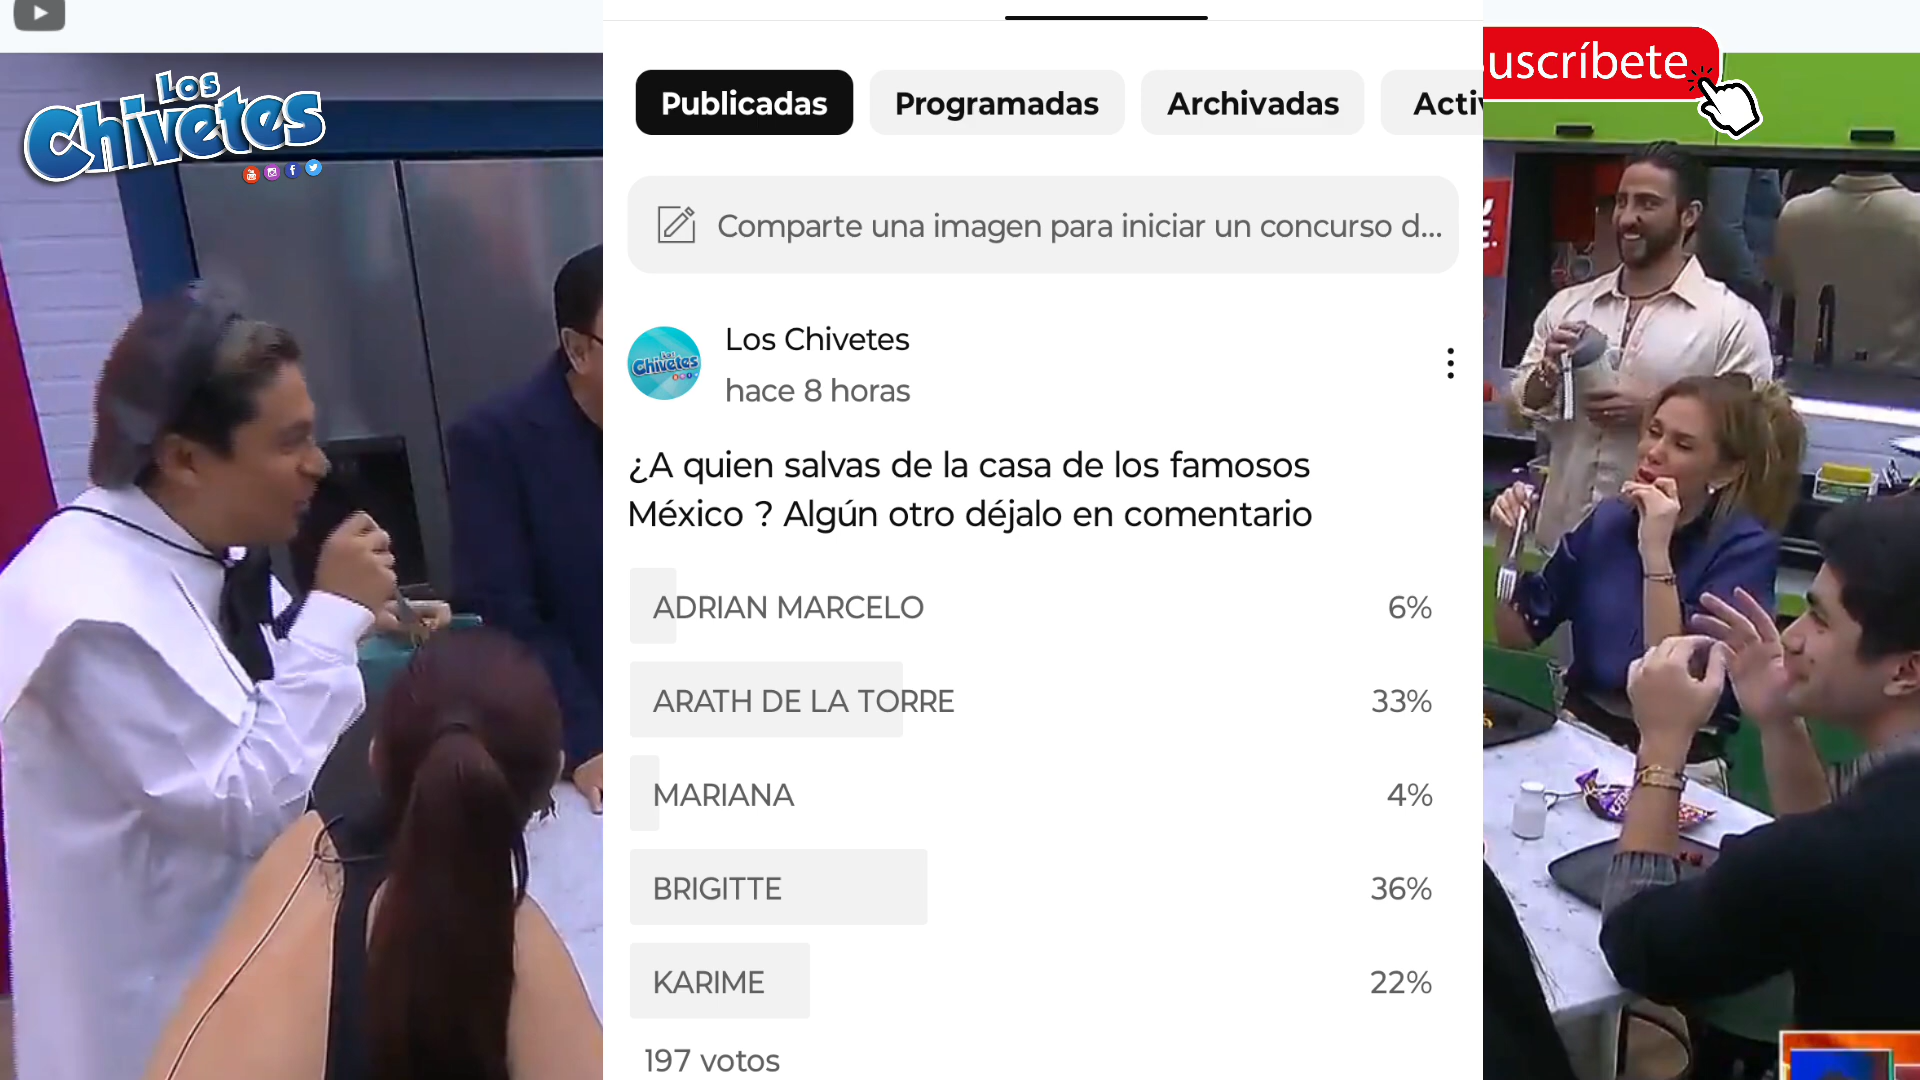 Los
Chivetes
uscríbete
Publicadas
Programadas
Archivadas
Acti
Comparte una imagen para iniciar un concurso d...
Los Chivetes
hace 8 horas
¿A quien salvas de la casa de los famosos
México ? Algún otro déjalo en comentario
ADRIAN MARCELO 6%
ARATH DE LA TORRE 33%
MARIANA 4%
BRIGITTE 36%
KARIME 22%
197 votos